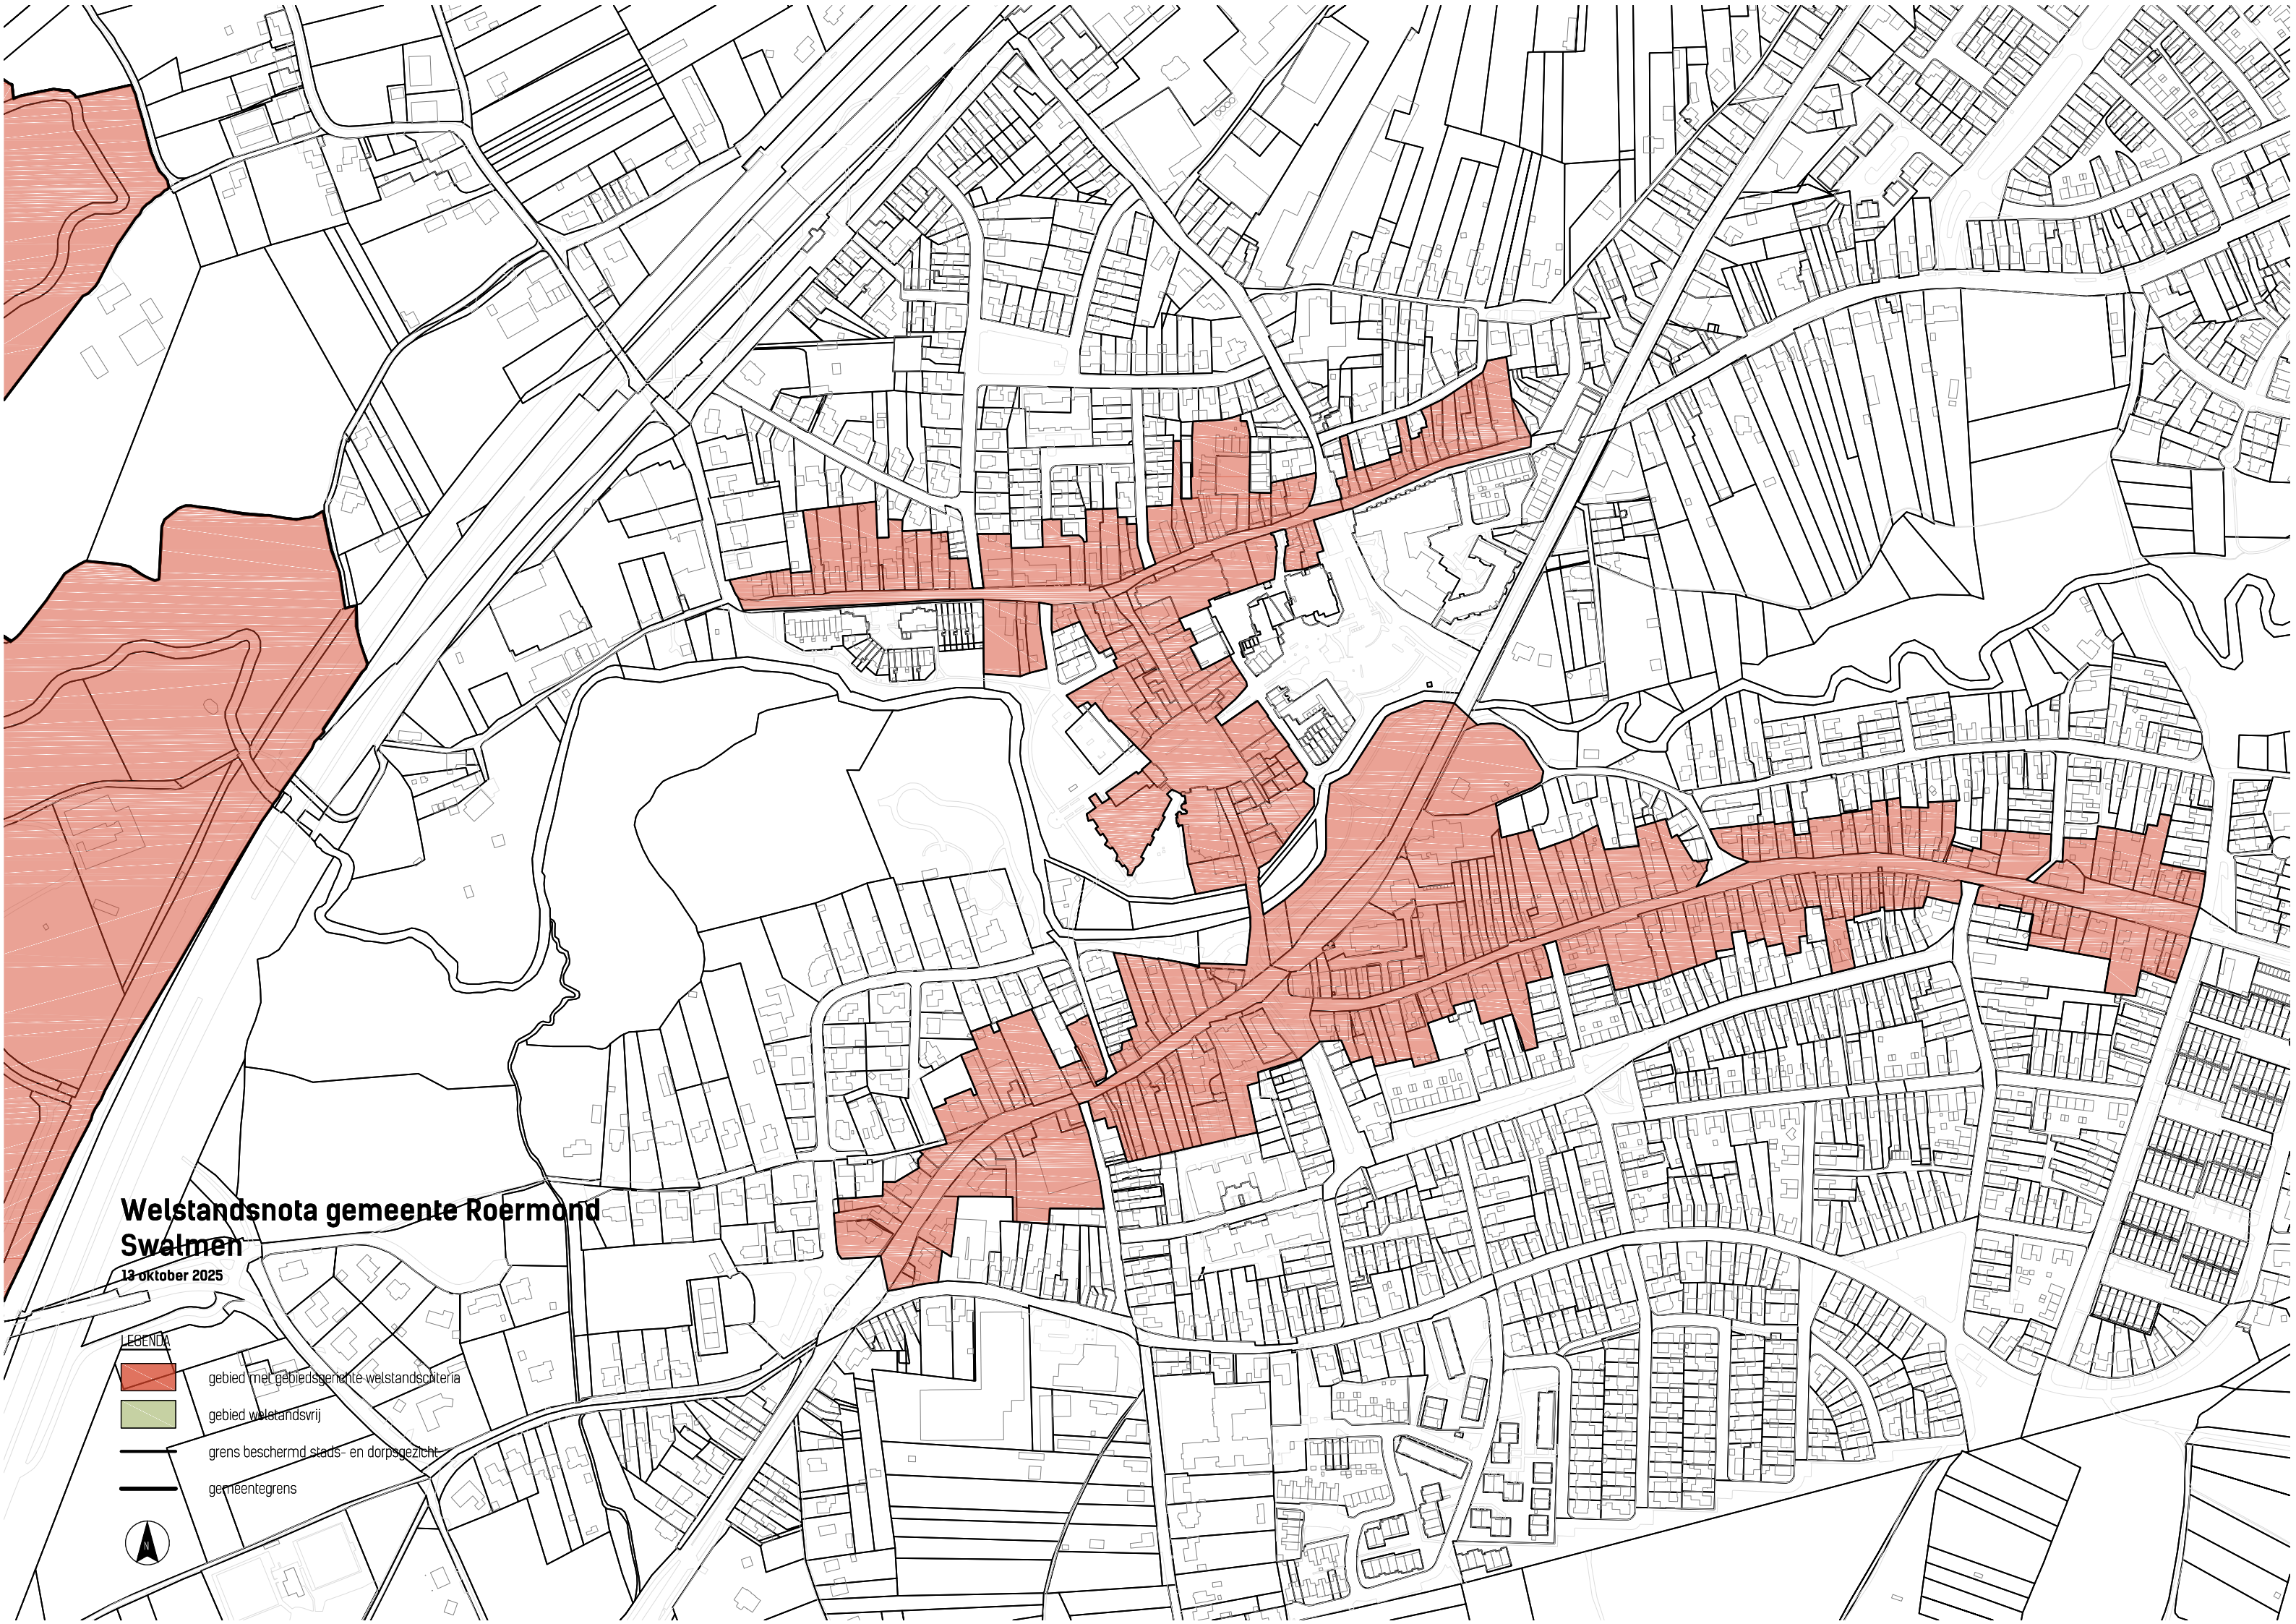 Welstandsnota gemeente Roermond
Swalmen
13 oktober 2025
LEGENDA
gebied met gebiedsgerichte welstandscriteria
gebied welstandsvrij
grens beschermd stads- en dorpsgezicht
gemeentegrens
N